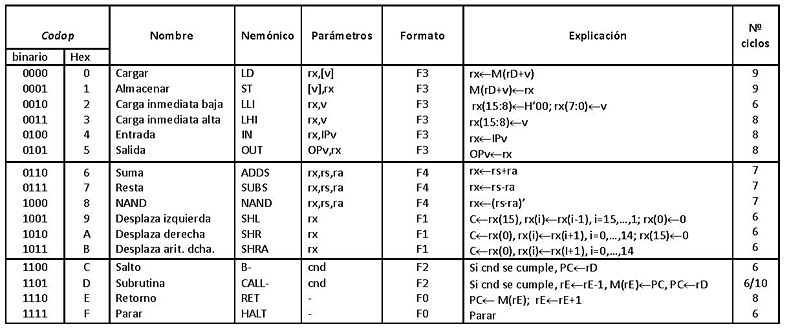 Codop Nombre Nemónico Parámetros Formato Explicación Nº ciclos
binario Hex
0000 0 Cargar LD rx,[v] F3 rx←M(rD+v) 9
0001 1 Almacenar ST [v],rx F3 M(rD+v)←rx 9
0010 2 Carga inmediata baja LLI rx,v F3 rx(15:8)←H'00; rx(7:0)←v 6
0011 3 Carga inmediata alta LHI rx,v F3 rx(15:8)←v 8
0100 4 Entrada IN rx,IPv F3 rx←IPv 8
0101 5 Salida OUT OPv,rx F3 OPv←rx 8
0110 6 Suma ADDS rx,rs,ra F4 rx←rs+ra 7
0111 7 Resta SUBS rx,rs,ra F4 rx←rs-ra 7
1000 8 NAND NAND rx,rs,ra F4 rx←(rs·ra)' 7
1001 9 Desplaza izquierda SHL rx F1 C←rx(15), rx(i)←rx(i-1), i=15,...,1; rx(0)←0 6
1010 A Desplaza derecha SHR rx F1 C←rx(0), rx(i)←rx(i+1), i=0,...,14; rx(15)←0 6
1011 B Desplaza arit. dcha. SHRA rx F1 C←rx(0), rx(i)←rx(I+1), i=0,...,14 6
1100 C Salto B- cnd F2 Si cnd se cumple, PC←rD 6
1101 D Subrutina CALL- cnd F2 Si cnd se cumple, rE←rE-1, M(rE)←PC, PC←rD 6/10
1110 E Retorno RET - F0 PC← M(rE); rE←rE+1 8
1111 F Parar HALT - F0 Parar 6